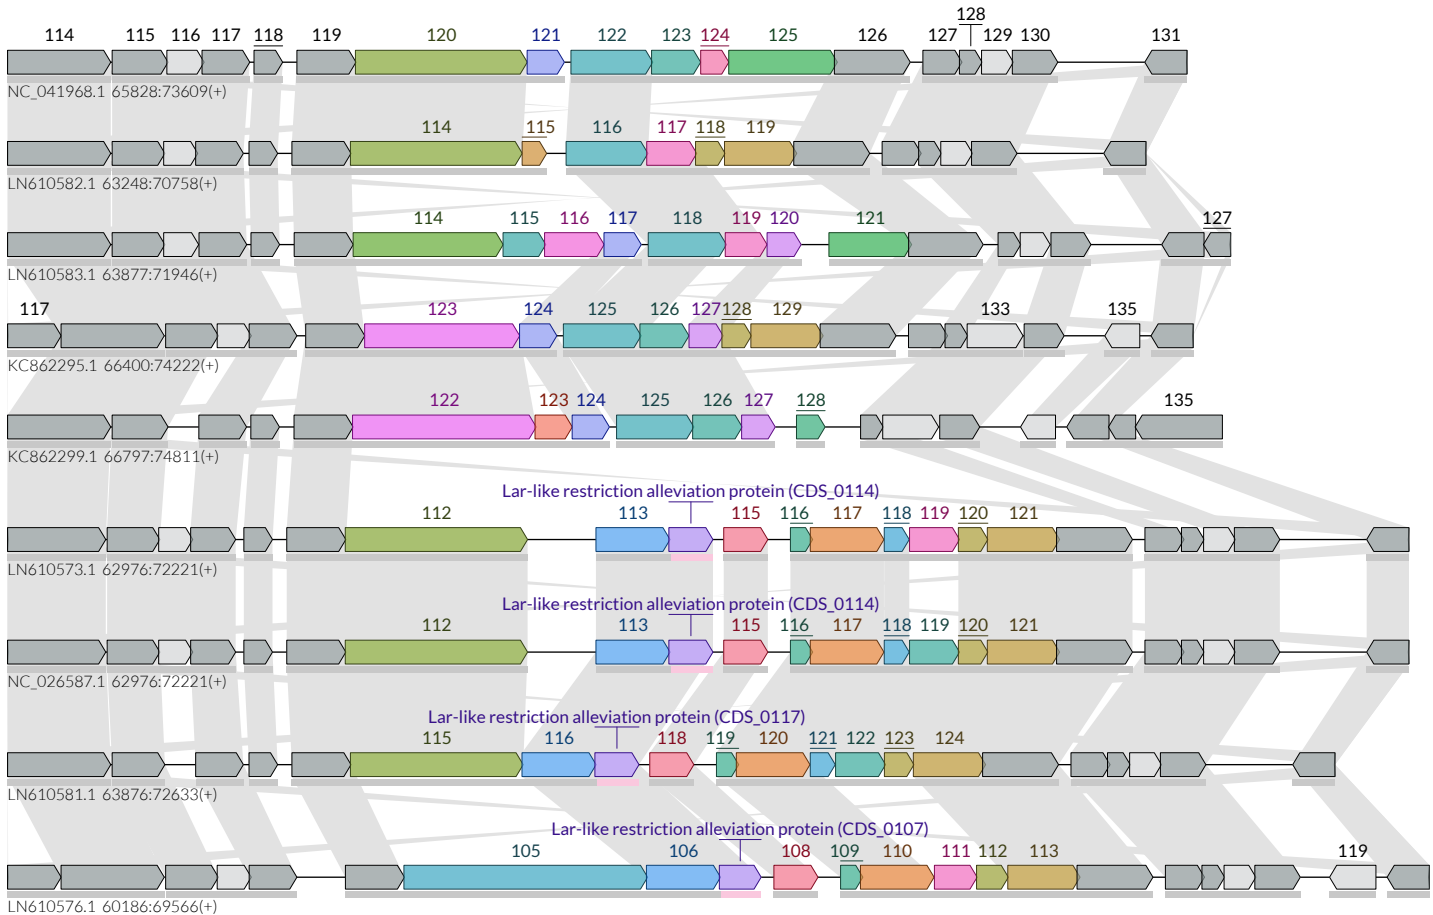 128
114 115 116 117 118 119 120 121 122 123 124 125 126 127 129 130 131
NC_041968.1 65828:73609(+)
114 115 116 117 118 119
LN610582.1 63248:70758(+)
114 115 116 117 118 119 120 121 127
LN610583.1 63877:71946(+)
117 123 124 125 126 127 128 129 133 135
KC862295.1 66400:74222(+)
122 123 124 125 126 127 128 135
KC862299.1 66797:74811(+)
Lar-like restriction alleviation protein (CDS_0114)
112 113 115 116 117 118 119 120 121
LN610573.1 62976:72221(+)
Lar-like restriction alleviation protein (CDS_0114)
112 113 115 116 117 118 119 120 121
NC_026587.1 62976:72221(+)
Lar-like restriction alleviation protein (CDS_0117)
115 116 118 119 120 121 122 123 124
LN610581.1 63876:72633(+)
Lar-like restriction alleviation protein (CDS_0107)
105 106 108 109 110 111 112 113 119
LN610576.1 60186:69566(+)